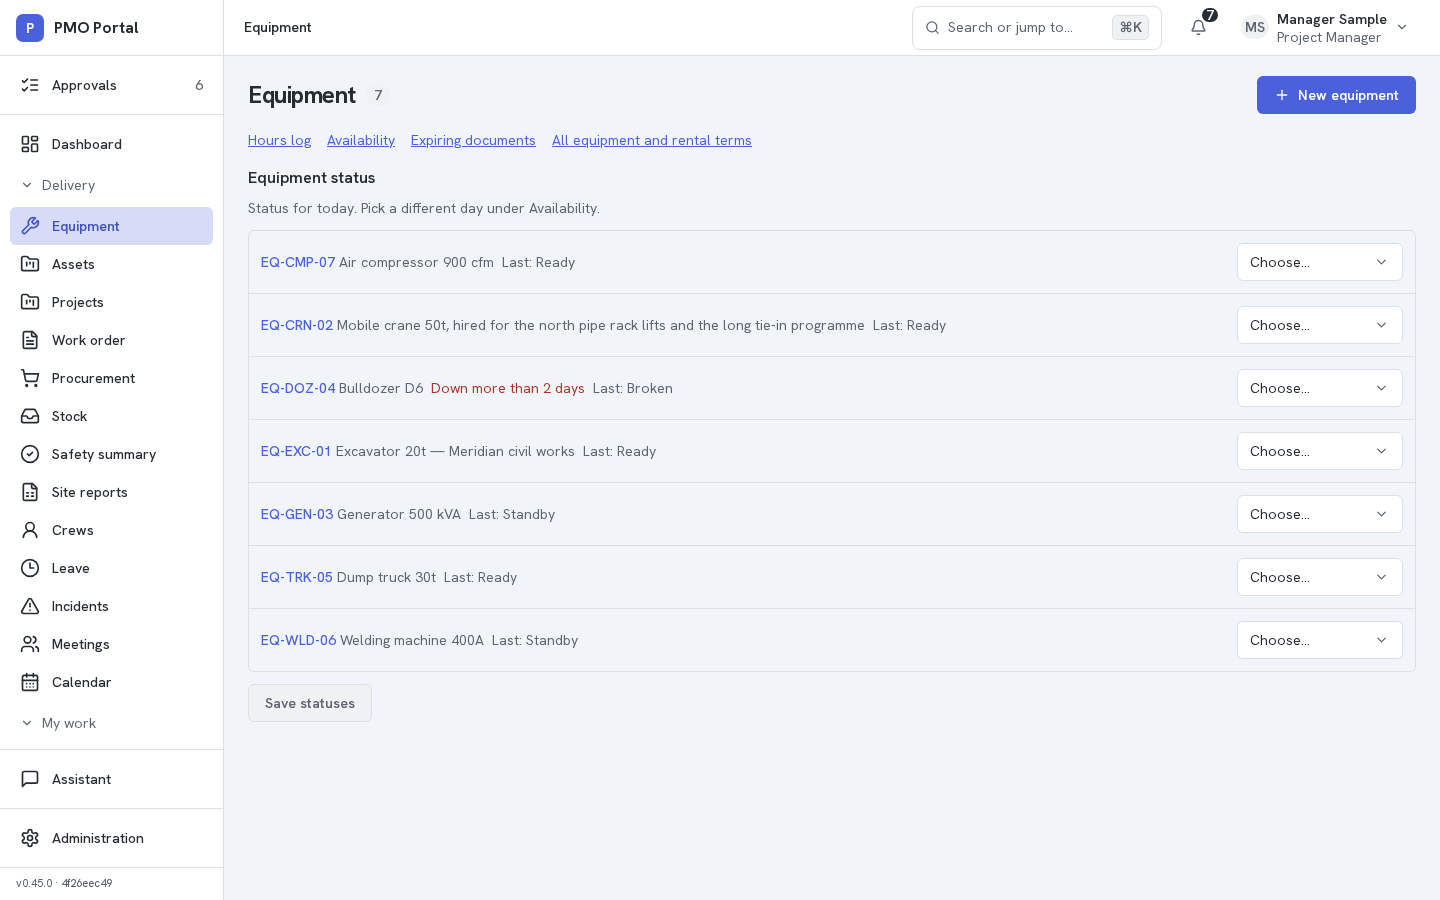 P PMO Portal
Equipment
Search or jump to...
⌘K
7
MS
Manager Sample
Project Manager
Approvals 6
Dashboard
Delivery
Equipment
Assets
Projects
Work order
Procurement
Stock
Safety summary
Site reports
Crews
Leave
Incidents
Meetings
Calendar
My work
Assistant
Administration
v0.45.0 · 4f26eec49
Equipment 7
New equipment
Hours log Availability Expiring documents All equipment and rental terms
Equipment status
Status for today. Pick a different day under Availability.
EQ-CMP-07 Air compressor 900 cfm Last: Ready Choose...
EQ-CRN-02 Mobile crane 50t, hired for the north pipe rack lifts and the long tie-in programme Last: Ready Choose...
EQ-DOZ-04 Bulldozer D6 Down more than 2 days Last: Broken Choose...
EQ-EXC-01 Excavator 20t — Meridian civil works Last: Ready Choose...
EQ-GEN-03 Generator 500 kVA Last: Standby Choose...
EQ-TRK-05 Dump truck 30t Last: Ready Choose...
EQ-WLD-06 Welding machine 400A Last: Standby Choose...
Save statuses